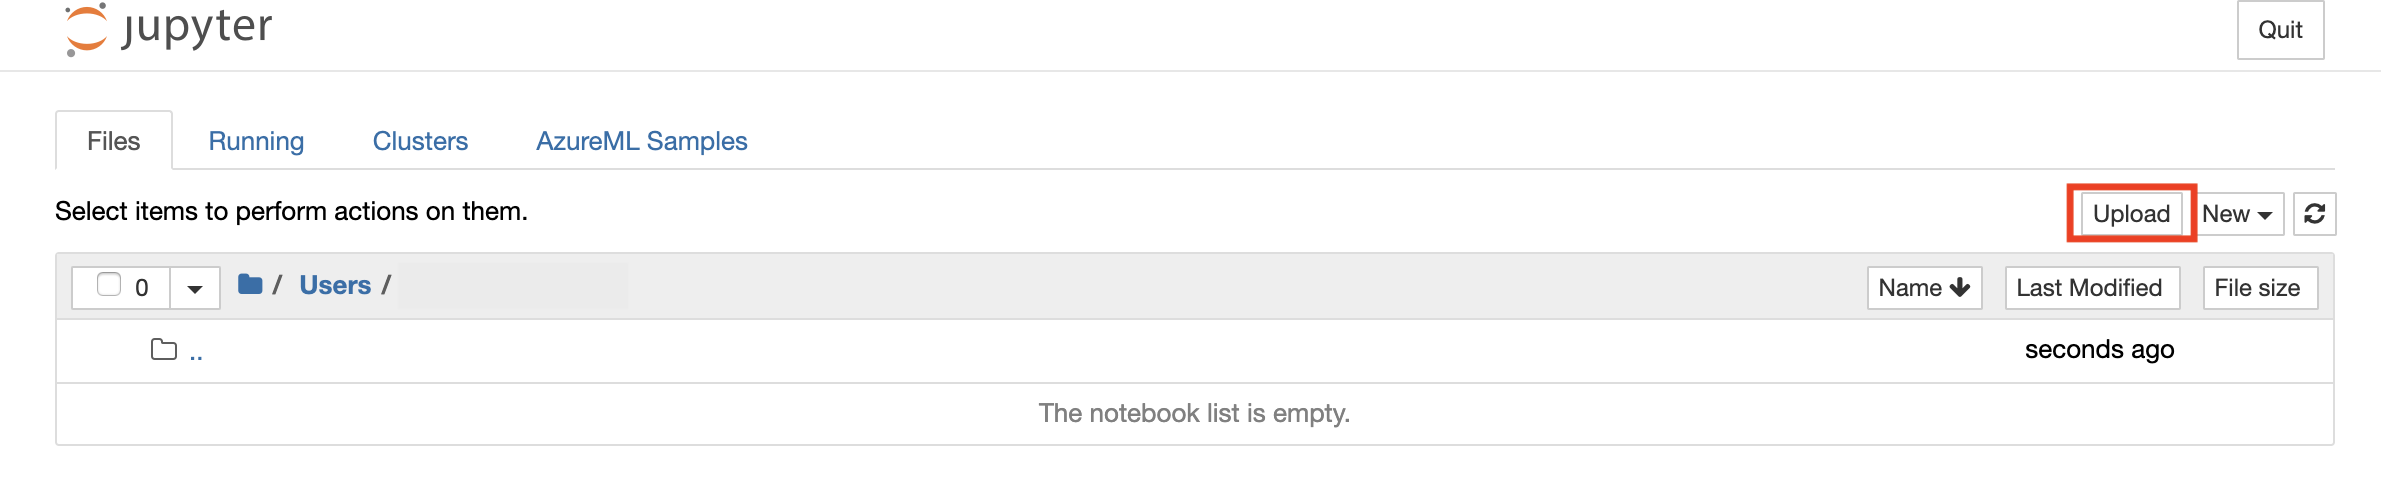 jupyter
Quit
Files Running Clusters AzureML Samples
Select items to perform actions on them.
Upload New
0 / Users / Name Last Modified File size
.. seconds ago
The notebook list is empty.